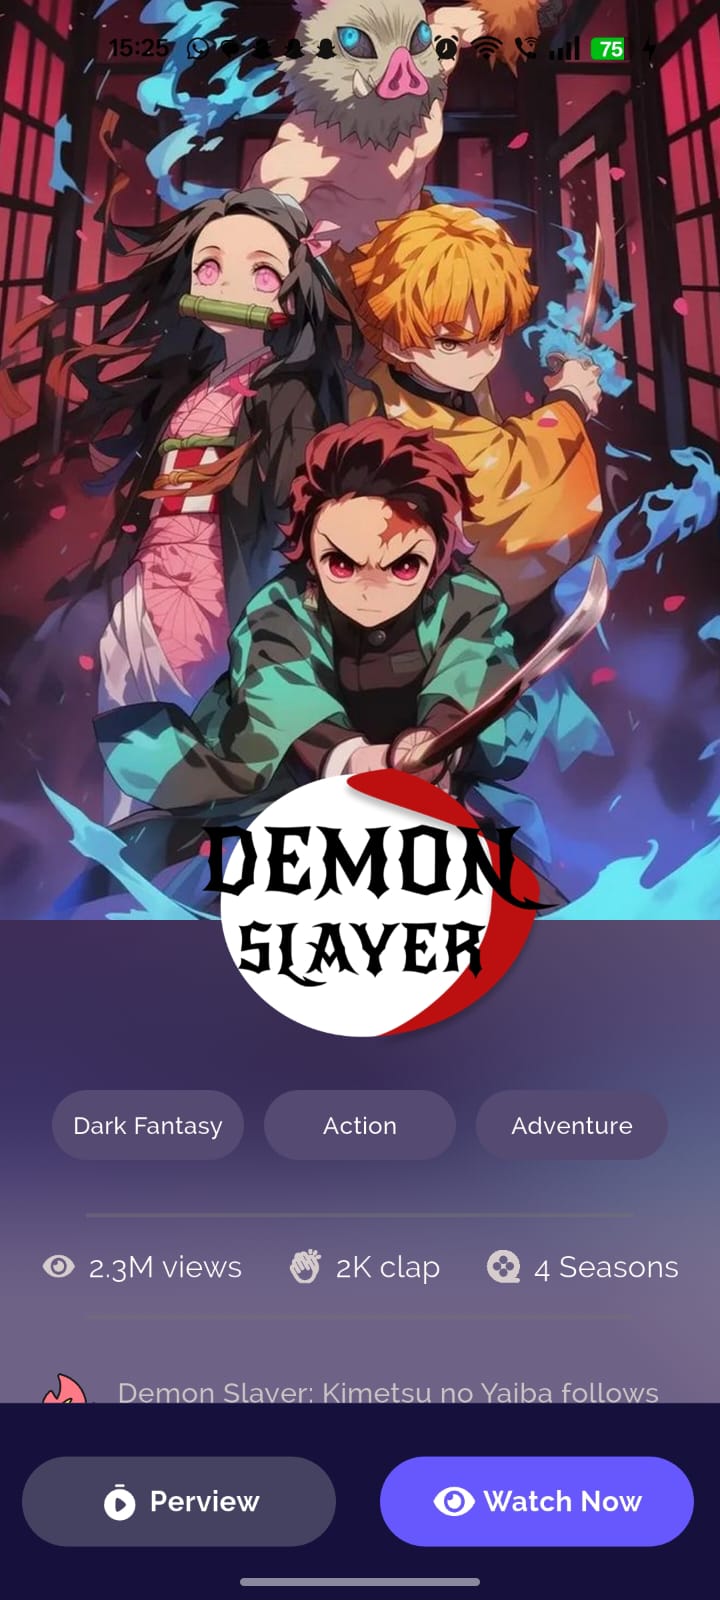 15:25
75
DEMON
SLAYER
Dark Fantasy Action Adventure
2.3M views 2K clap 4 Seasons
Demon Slayer: Kimetsu no Yaiba follows
Perview Watch Now